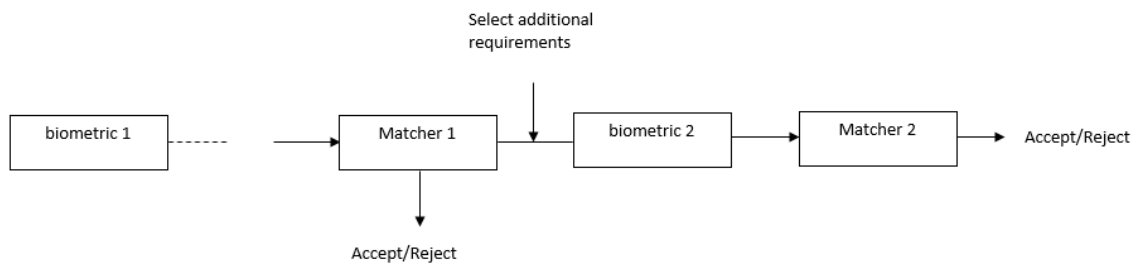 Select additional
requirements
biometric 1
Matcher 1
biometric 2
Matcher 2
Accept/Reject
Accept/Reject